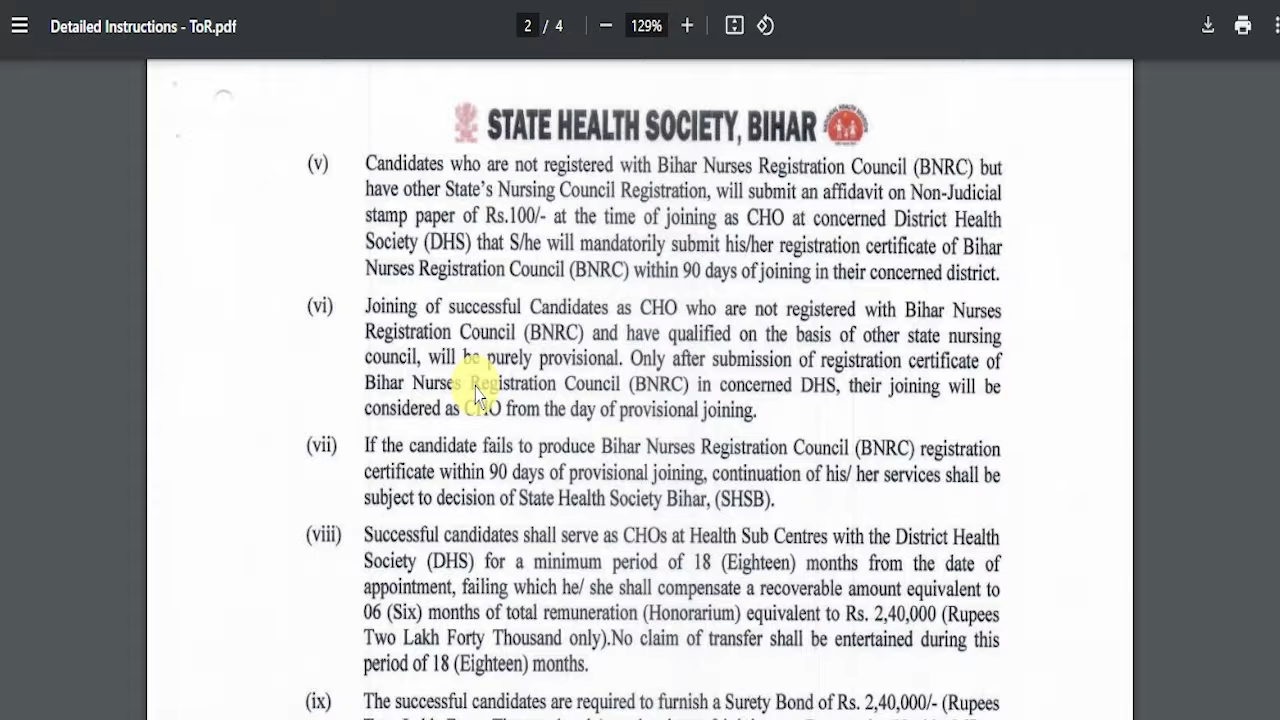 Detailed Instructions - ToR.pdf
2 / 4
129%
STATE HEALTH SOCIETY, BIHAR
(v) Candidates who are not registered with Bihar Nurses Registration Council (BNRC) but
have other State's Nursing Council Registration, will submit an affidavit on Non-Judicial
stamp paper of Rs.100/- at the time of joining as CHO at concerned District Health
Society (DHS) that S/he will mandatorily submit his/her registration certificate of Bihar
Nurses Registration Council (BNRC) within 90 days of joining in their concerned district.
(vi) Joining of successful Candidates as CHO who are not registered with Bihar Nurses
Registration Council (BNRC) and have qualified on the basis of other state nursing
council, will be purely provisional. Only after submission of registration certificate of
Bihar Nurses Registration Council (BNRC) in concerned DHS, their joining will be
considered as CHO from the day of provisional joining.
(vii) If the candidate fails to produce Bihar Nurses Registration Council (BNRC) registration
certificate within 90 days of provisional joining, continuation of his/ her services shall be
subject to decision of State Health Society Bihar, (SHSB).
(viii) Successful candidates shall serve as CHOs at Health Sub Centres with the District Health
Society (DHS) for a minimum period of 18 (Eighteen) months from the date of
appointment, failing which he/ she shall compensate a recoverable amount equivalent to
06 (Six) months of total remuneration (Honorarium) equivalent to Rs. 2,40,000 (Rupees
Two Lakh Forty Thousand only).No claim of transfer shall be entertained during this
period of 18 (Eighteen) months.
(ix) The successful candidates are required to furnish a Surety Bond of Rs. 2,40,000/- (Rupees